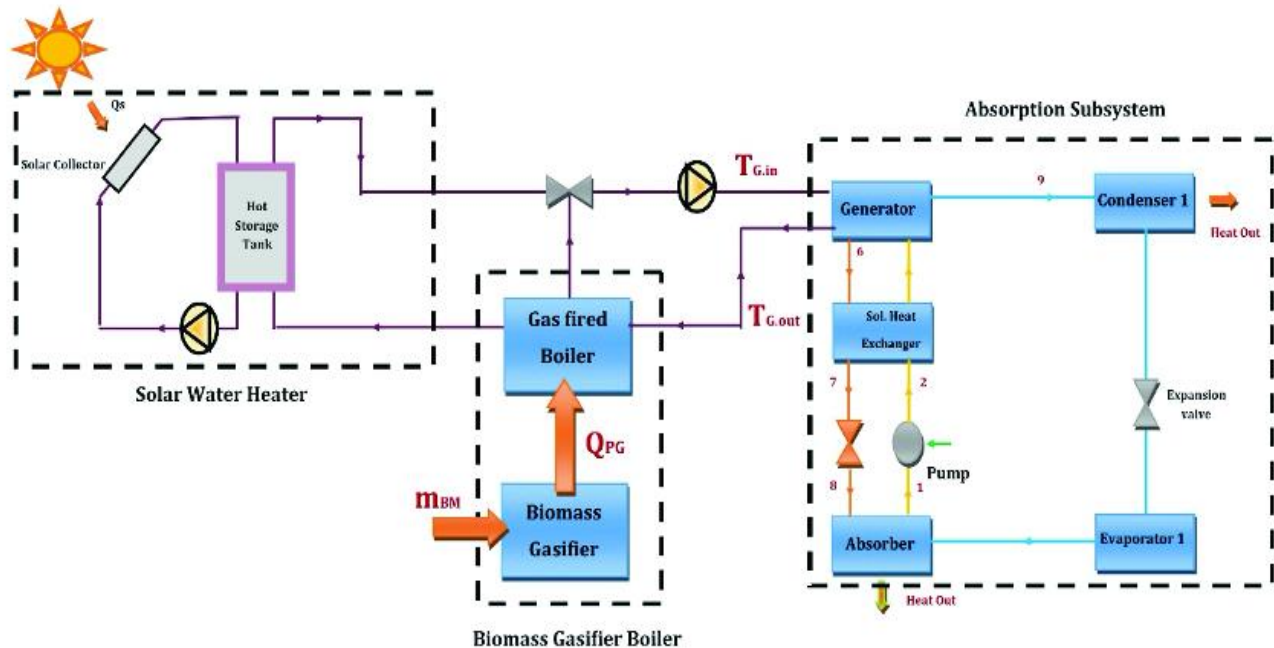 Qs
Solar Collector
Hot
Storage
Tank
Solar Water Heater
T G.in
T G.out
Gas fired
Boiler
QPG
mBM
Biomass
Gasifier
Biomass Gasifier Boiler
Absorption Subsystem
Generator
9
Condenser 1
Heat Out
6
Sol. Heat
Exchanger
7
2
Expansion
valve
Pump
8
1
Absorber
Evaporator 1
Heat Out